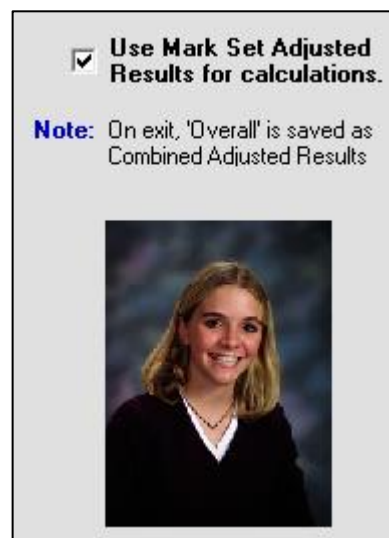 Use Mark Set Adjusted
Results for calculations.
Note: On exit, 'Overall' is saved as
Combined Adjusted Results